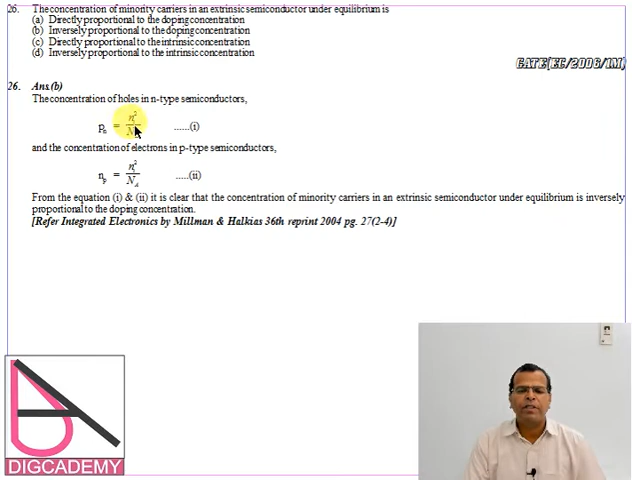 26. The concentration of minority carriers in an extrinsic semiconductor under equilibrium is
(a) Directly proportional to the doping concentration
(b) Inversely proportional to the doping concentration
(c) Directly proportional to the intrinsic concentration
(d) Inversely proportional to the intrinsic concentration
GATE(EC/2006/1M)
26. Ans.(b)
The concentration of holes in n-type semiconductors,
pₙ = nᵢ²/N ......(i)
and the concentration of electrons in p-type semiconductors,
nₚ = nᵢ²/N_A .....(ii)
From the equation (i) & (ii) it is clear that the concentration of minority carriers in an extrinsic semiconductor under equilibrium is inversely
proportional to the doping concentration.
[Refer Integrated Electronics by Millman & Halkias 36th reprint 2004 pg. 27(2-4)]
DIGCADEMY